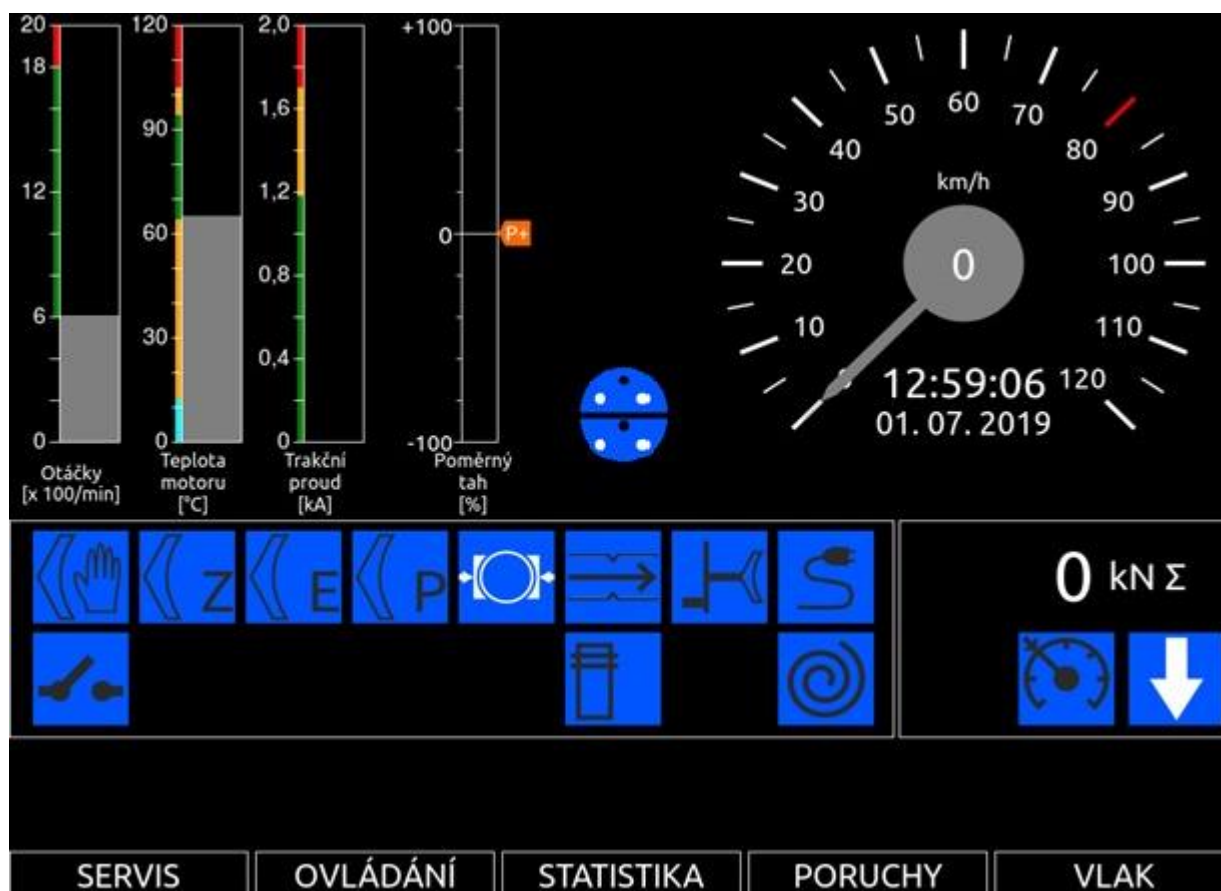 20
18
12
6
0
Otáčky
[x 100/min]
120
90
60
30
0
Teplota
motoru
[°C]
2,0
1,6
1,2
0,8
0,4
0
Trakční
proud
[kA]
+100
0
-100
P+
Poměrný
tah
[%]
0
10
20
30
40
50
60
70
80
90
100
110
120
km/h
0
12:59:06
01. 07. 2019
Z
E
P
0 kN Σ
SERVIS
OVLÁDÁNÍ
STATISTIKA
PORUCHY
VLAK